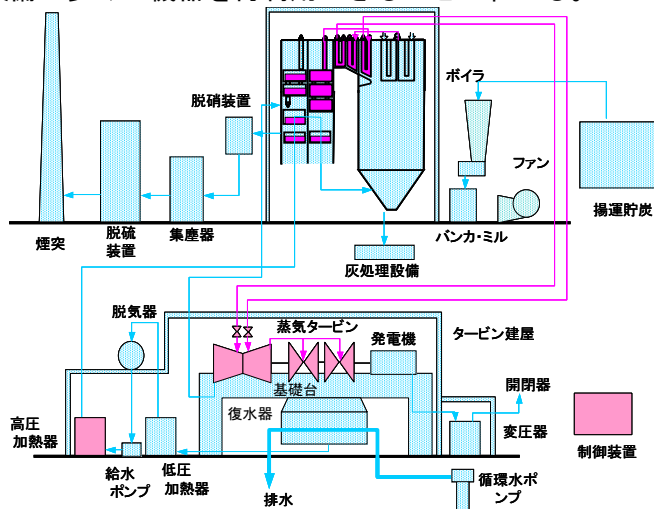 ボイラ
脱硝装置
ファン
揚運貯炭
煙突
脱硫
装置
集塵器
バンカ・ミル
灰処理設備
脱気器
蒸気タービン
発電機
タービン建屋
開閉器
基礎台
復水器
高圧
加熱器
給水
ポンプ
低圧
加熱器
変圧器
制御装置
排水
循環水ポ
ンプ